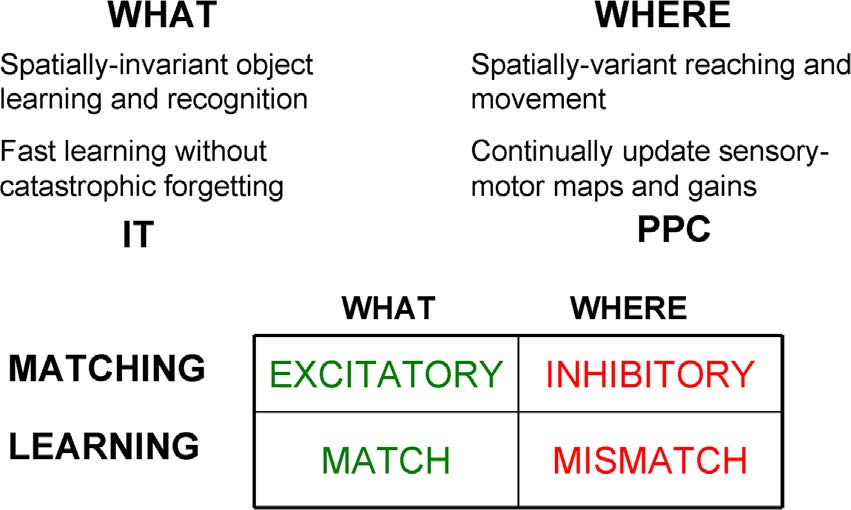 WHAT WHERE
Spatially-invariant object
learning and recognition
Spatially-variant reaching and
movement
Fast learning without
catastrophic forgetting
Continually update sensory-
motor maps and gains
IT PPC
WHAT WHERE
MATCHING EXCITATORY INHIBITORY
LEARNING MATCH MISMATCH